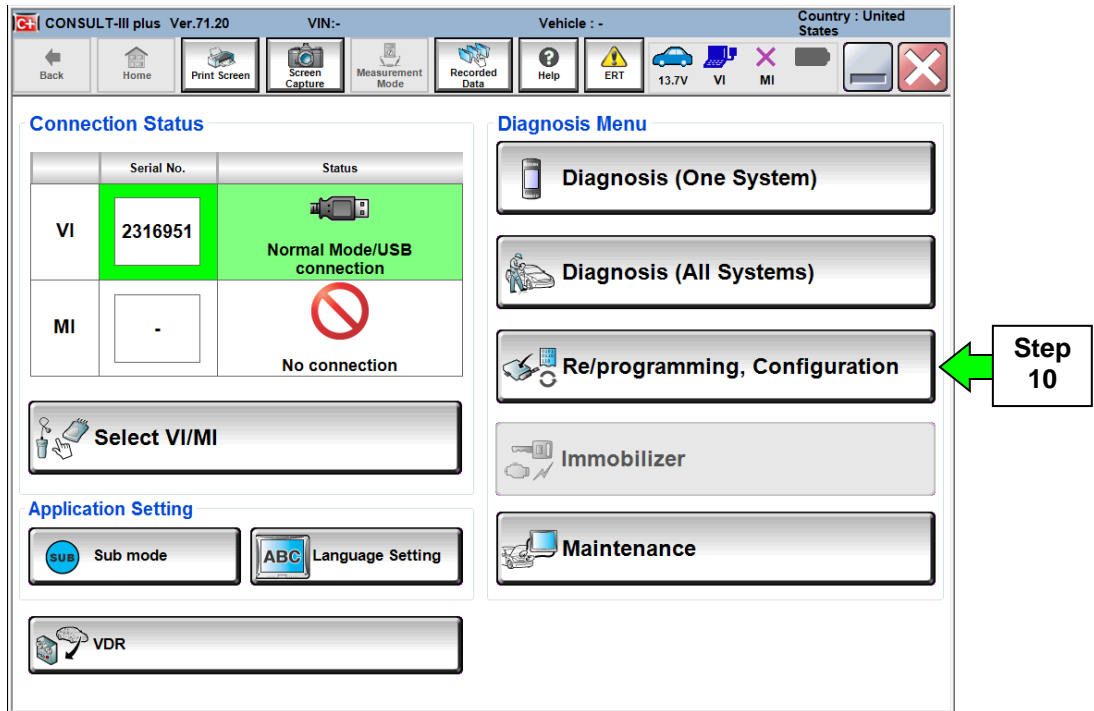 C+ CONSULT-III plus Ver.71.20 VIN:- Vehicle : - Country : United
States
Back Home Print Screen Screen
Capture Measurement
Mode Recorded
Data Help ERT 13.7V VI MI
Connection Status
Serial No. Status
VI 2316951 Normal Mode/USB
connection
MI - No connection
Select VI/MI
Application Setting
SUB Sub mode ABC Language Setting
VDR
Diagnosis Menu
Diagnosis (One System)
Diagnosis (All Systems)
Re/programming, Configuration
Immobilizer
Maintenance
Step
10